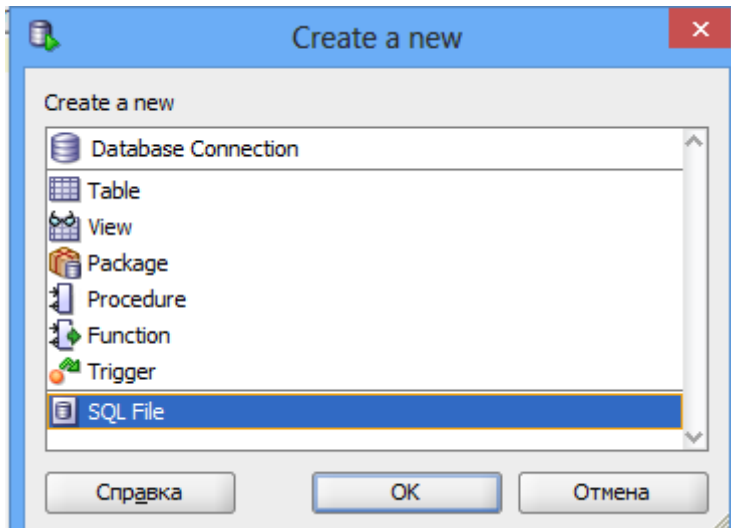 Create a new
Create a new
Database Connection
Table
View
Package
Procedure
Function
Trigger
SQL File
Справка
OK
Отмена